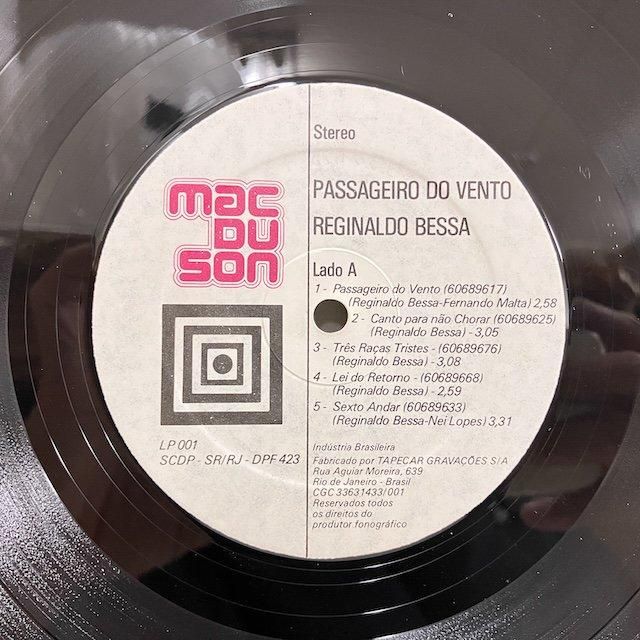 mac
Du
son
LP 001
SCDP - SR/RJ - DPF 423
Stereo
PASSAGEIRO DO VENTO
REGINALDO BESSA
Lado A
1 - Passageiro do Vento (60689617)
(Reginaldo Bessa-Fernando Malta) 2,58
2 - Canto para não Chorar (60689625)
(Reginaldo Bessa) - 3,05
3 - Três Raças Tristes - (60689676)
(Reginaldo Bessa) - 3,08
4 - Lei do Retorno - (60689668)
(Reginaldo Bessa) - 2,59
5 - Sexto Andar (60689633)
(Reginaldo Bessa-Nei Lopes) 3,31
Indústria Brasileira
Fabricado por TAPECAR GRAVAÇÕES S/A
Rua Aguiar Moreira, 639
Rio de Janeiro - Brasil
CGC 33631433/001
Reservados todos
os direitos do
produtor fonográfico